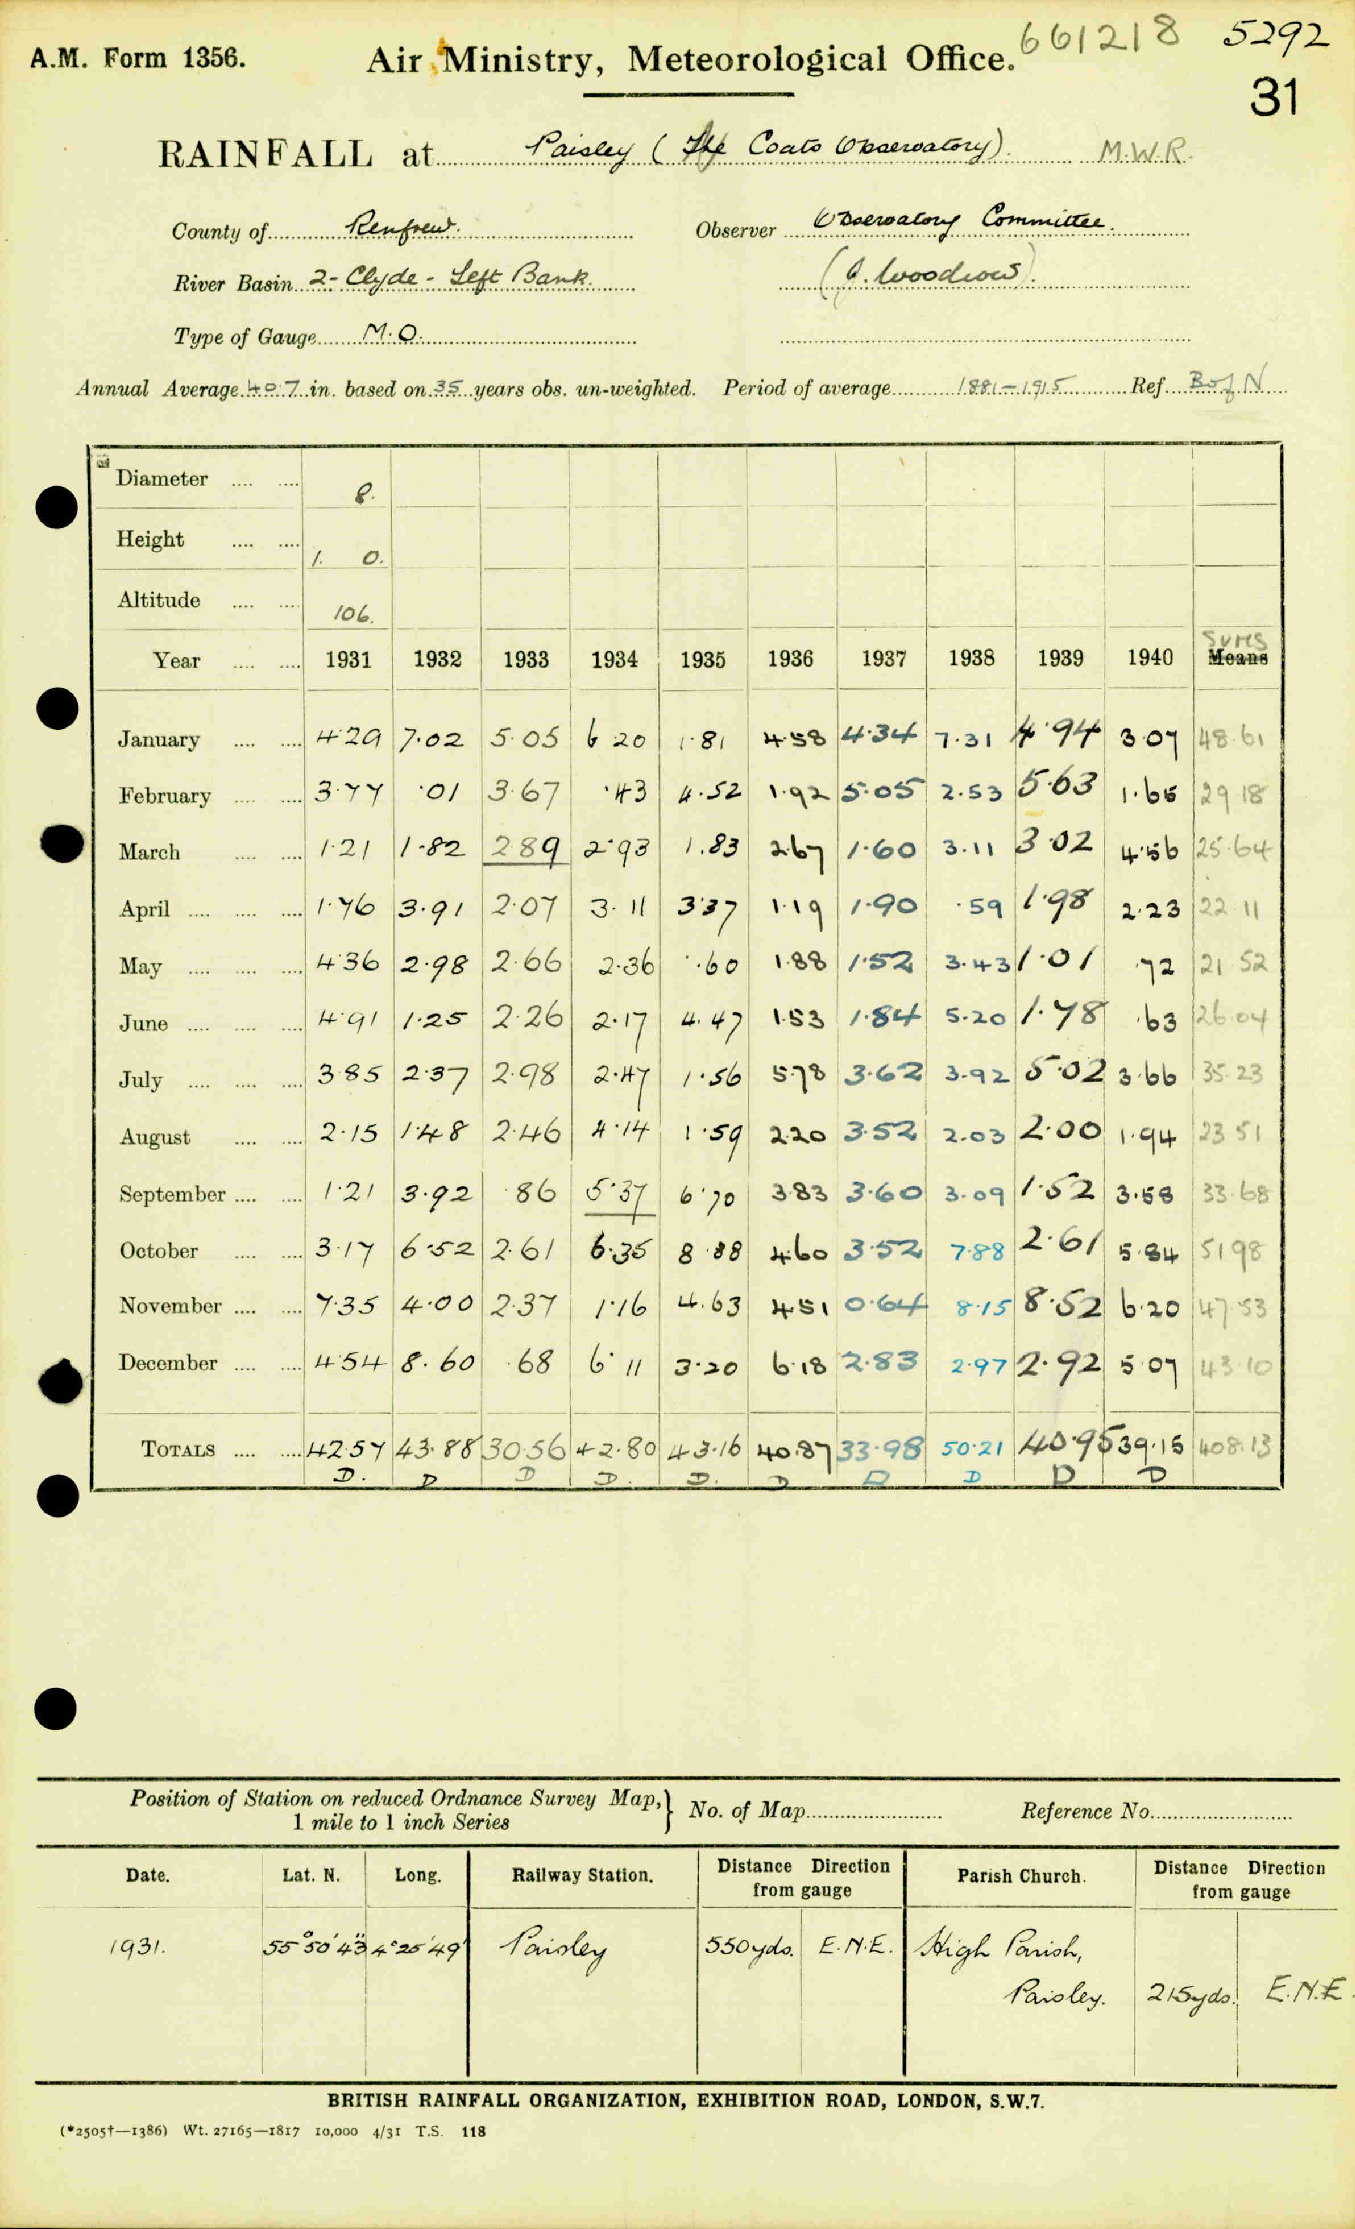 661218 5292
A.M. Form 1356. Air Ministry, Meteorological Office.
31
RAINFALL at Paisley (The Coats Observatory) M.W.R.
County of Renfrew. Observer Observatory Committee.
River Basin 2- Clyde - Left Bank. (J. Woodrow).
Type of Gauge M.O.
Annual Average 40.7 in. based on 35 years obs. un-weighted. Period of average 1881-1915 Ref. B of N
Diameter 8.
Height 1. 0.
Altitude 106.
Sums
Year 1931 1932 1933 1934 1935 1936 1937 1938 1939 1940 Means
January 4.29 7.02 5.05 6.20 1.81 4.58 4.34 7.31 4.94 3.07 48.61
February 3.77 .01 3.67 .43 4.52 1.92 5.05 2.53 5.63 1.65 29.18
March 1.21 1.82 2.89 2.93 1.83 2.67 1.60 3.11 3.02 4.56 25.64
April 1.76 3.91 2.07 3.11 3.37 1.19 1.90 .59 1.98 2.23 22.11
May 4.36 2.98 2.66 2.36 .60 1.88 1.52 3.43 1.01 .72 21.52
June 4.91 1.25 2.26 2.17 4.47 1.53 1.84 5.20 1.78 .63 26.04
July 3.85 2.37 2.98 2.47 1.56 5.78 3.62 3.92 5.02 3.66 35.23
August 2.15 1.48 2.46 4.14 1.59 2.20 3.52 2.03 2.00 1.94 23.51
September 1.21 3.92 .86 5.37 6.70 3.83 3.60 3.09 1.52 3.58 33.68
October 3.17 6.52 2.61 6.35 8.88 4.60 3.52 7.88 2.61 5.84 51.98
November 7.35 4.00 2.37 1.16 4.63 4.51 0.64 8.15 8.52 6.20 47.53
December 4.54 8.60 .68 6.11 3.20 6.18 2.83 2.97 2.92 5.07 43.10
TOTALS 42.57 43.88 30.56 42.80 43.16 40.87 33.98 50.21 40.95 39.15 408.13
D. D D D. D. D D D D D
Position of Station on reduced Ordnance Survey Map, 1 mile to 1 inch Series } No. of Map Reference No.
Date. Lat. N. Long. Railway Station. Distance Direction from gauge Parish Church. Distance Direction from gauge
1931. 55°50'43" 4°25'49" Paisley 550yds. E.N.E. High Parish,
Paisley. 215yds. E.N.E
BRITISH RAINFALL ORGANIZATION, EXHIBITION ROAD, LONDON, S.W.7.
(*2505†—1386) Wt. 27165—1817 10,000 4/31 T.S. 118